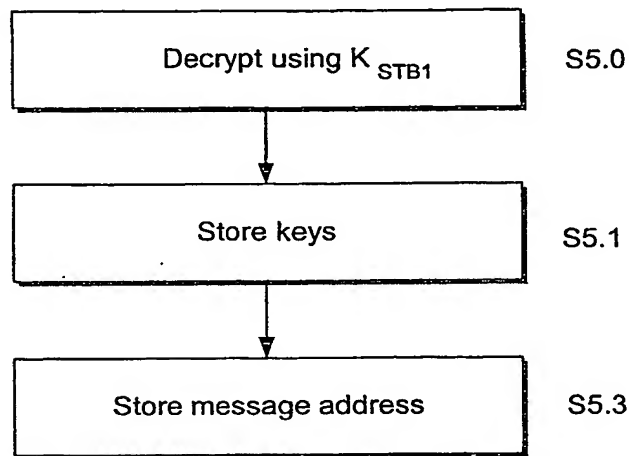 Decrypt using K STB1 S5.0
Store keys S5.1
Store message address S5.3